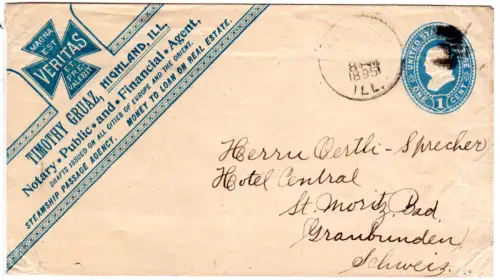 MAGNA
EST
VERITAS
ET
PRÆ
VALEBIT
TIMOTHY GRUAZ, HIGHLAND, ILL.
Notary · Public · and · Financial · Agent,
DRAFTS ISSUED ON ALL CITIES OF EUROPE AND THE ORIENT.
STEAMSHIP PASSAGE AGENCY. MONEY TO LOAN ON REAL ESTATE.
1895
ILL.
UNITED STATES
ONE 1 CENT
Herrn Oertli-Sprecher
Hotel Central
St. Moritz Bad
Graubunden
Schweiz